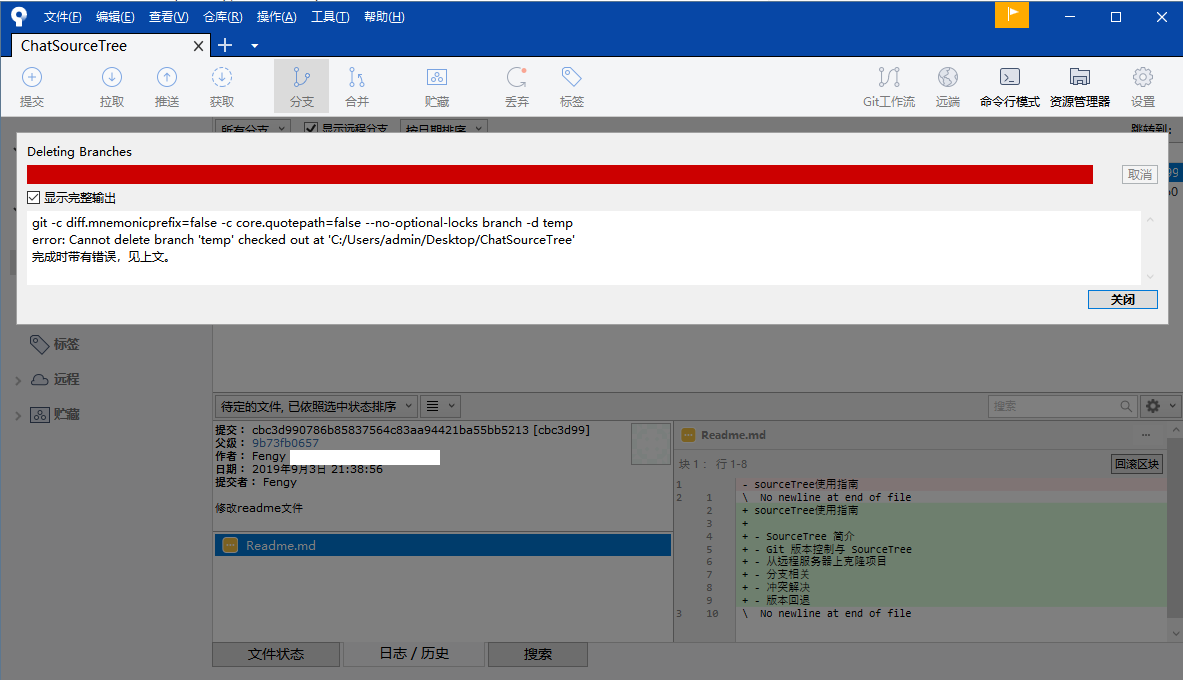 文件(F) 编辑(E) 查看(V) 仓库(R) 操作(A) 工具(T) 帮助(H)
ChatSourceTree
提交 拉取 推送 获取 分支 合并 贮藏 丢弃 标签 Git工作流 远端 命令行模式 资源管理器 设置
所有分支 显示远程分支 按日期排序 跳转到:
Deleting Branches
取消
显示完整输出
git -c diff.mnemonicprefix=false -c core.quotepath=false --no-optional-locks branch -d temp
error: Cannot delete branch 'temp' checked out at 'C:/Users/admin/Desktop/ChatSourceTree'
完成时带有错误，见上文。
关闭
标签
远程
贮藏
待定的文件, 已依照选中状态排序
搜索
提交： cbc3d990786b85837564c83aa94421ba55bb5213 [cbc3d99]
父级： 9b73fb0657
作者： Fengy
日期： 2019年9月3日 21:38:56
提交者： Fengy
修改readme文件
Readme.md
Readme.md
块 1： 行 1-8
回滚区块
1 - sourceTree使用指南
2 1 \ No newline at end of file
2 + sourceTree使用指南
3 +
4 + - SourceTree 简介
5 + - Git 版本控制与 SourceTree
6 + - 从远程服务器上克隆项目
7 + - 分支相关
8 + - 冲突解决
9 + - 版本回退
3 10 \ No newline at end of file
文件状态 日志 / 历史 搜索